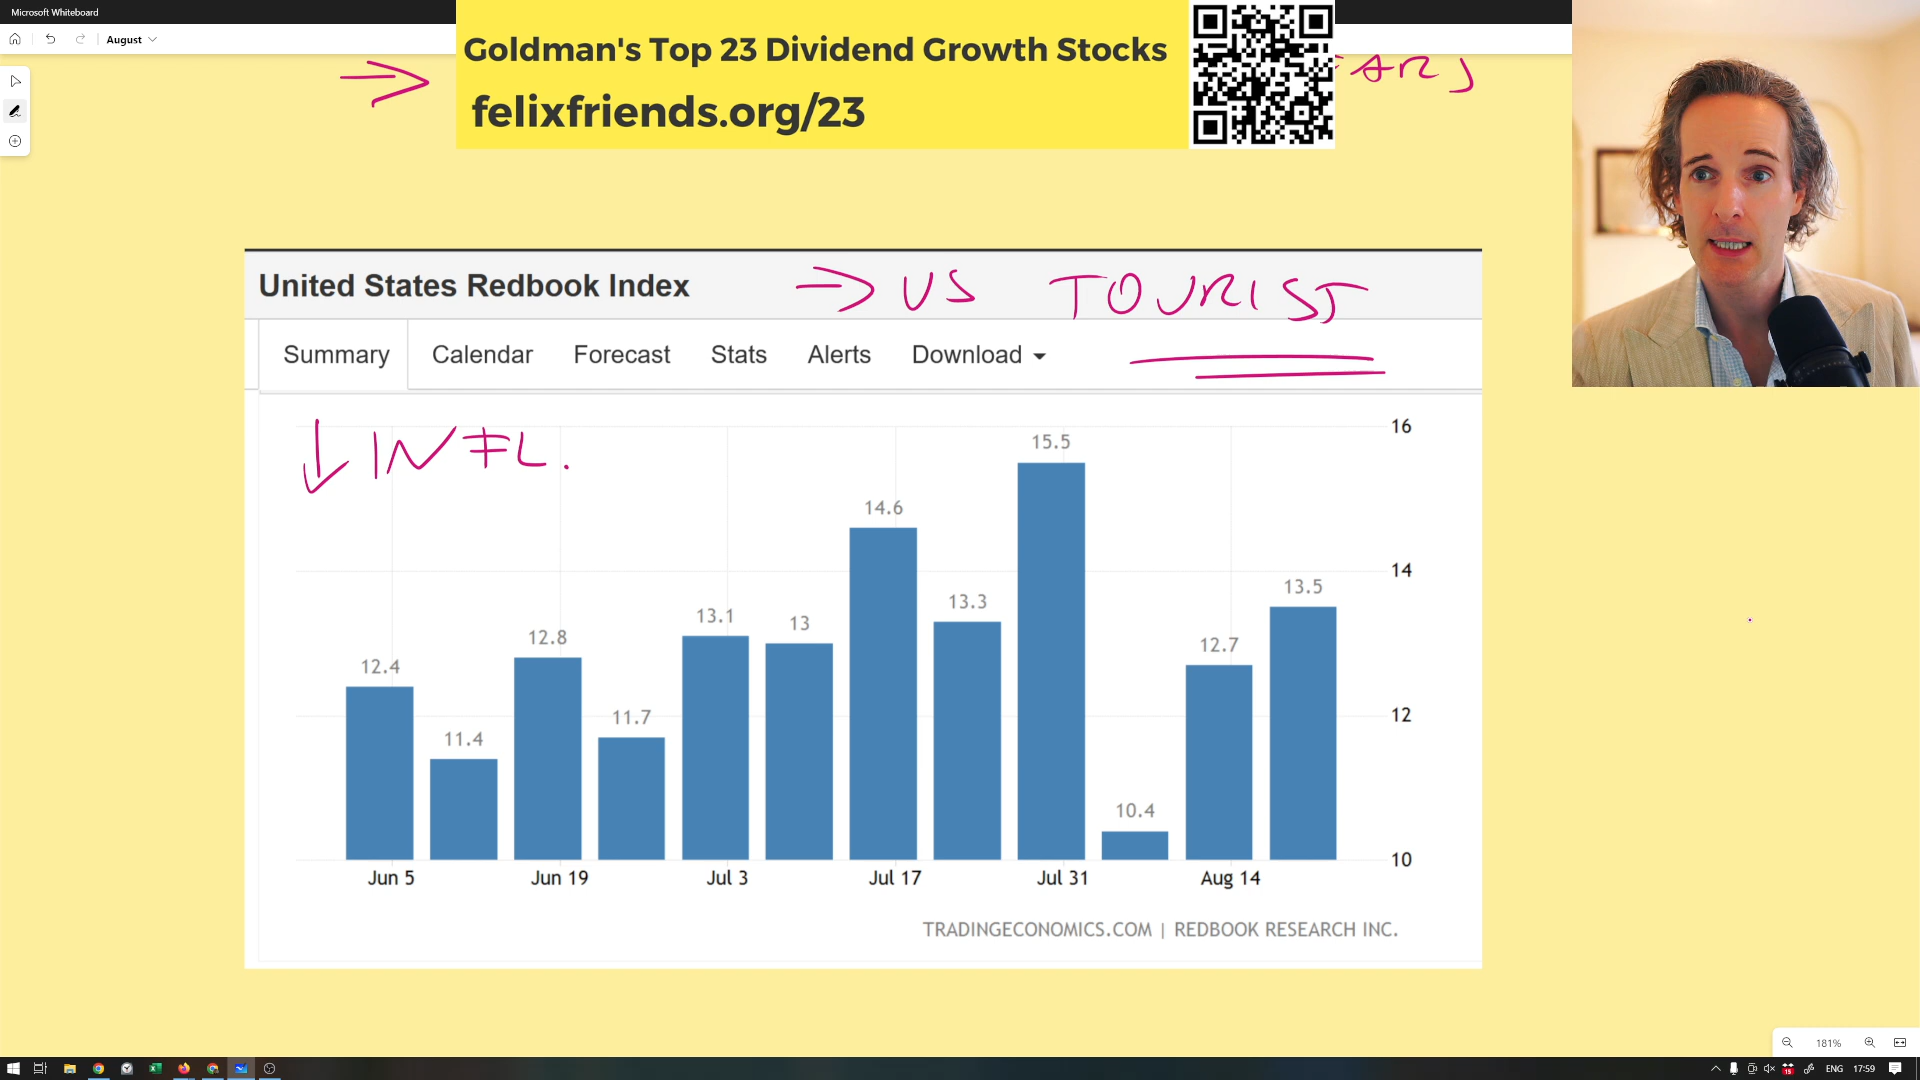 Microsoft Whiteboard
August
Goldman's Top 23 Dividend Growth Stocks
felixfriends.org/23
United States Redbook Index
→ US TOURIST
Summary Calendar Forecast Stats Alerts Download
↓ INFL.
16
15.5
14.6
14
13.5
13.3
13.1
13
12.8
12.7
12.4
12
11.7
11.4
10.4
10
Jun 5 Jun 19 Jul 3 Jul 17 Jul 31 Aug 14
TRADINGECONOMICS.COM | REDBOOK RESEARCH INC.
181%
ENG 17:59